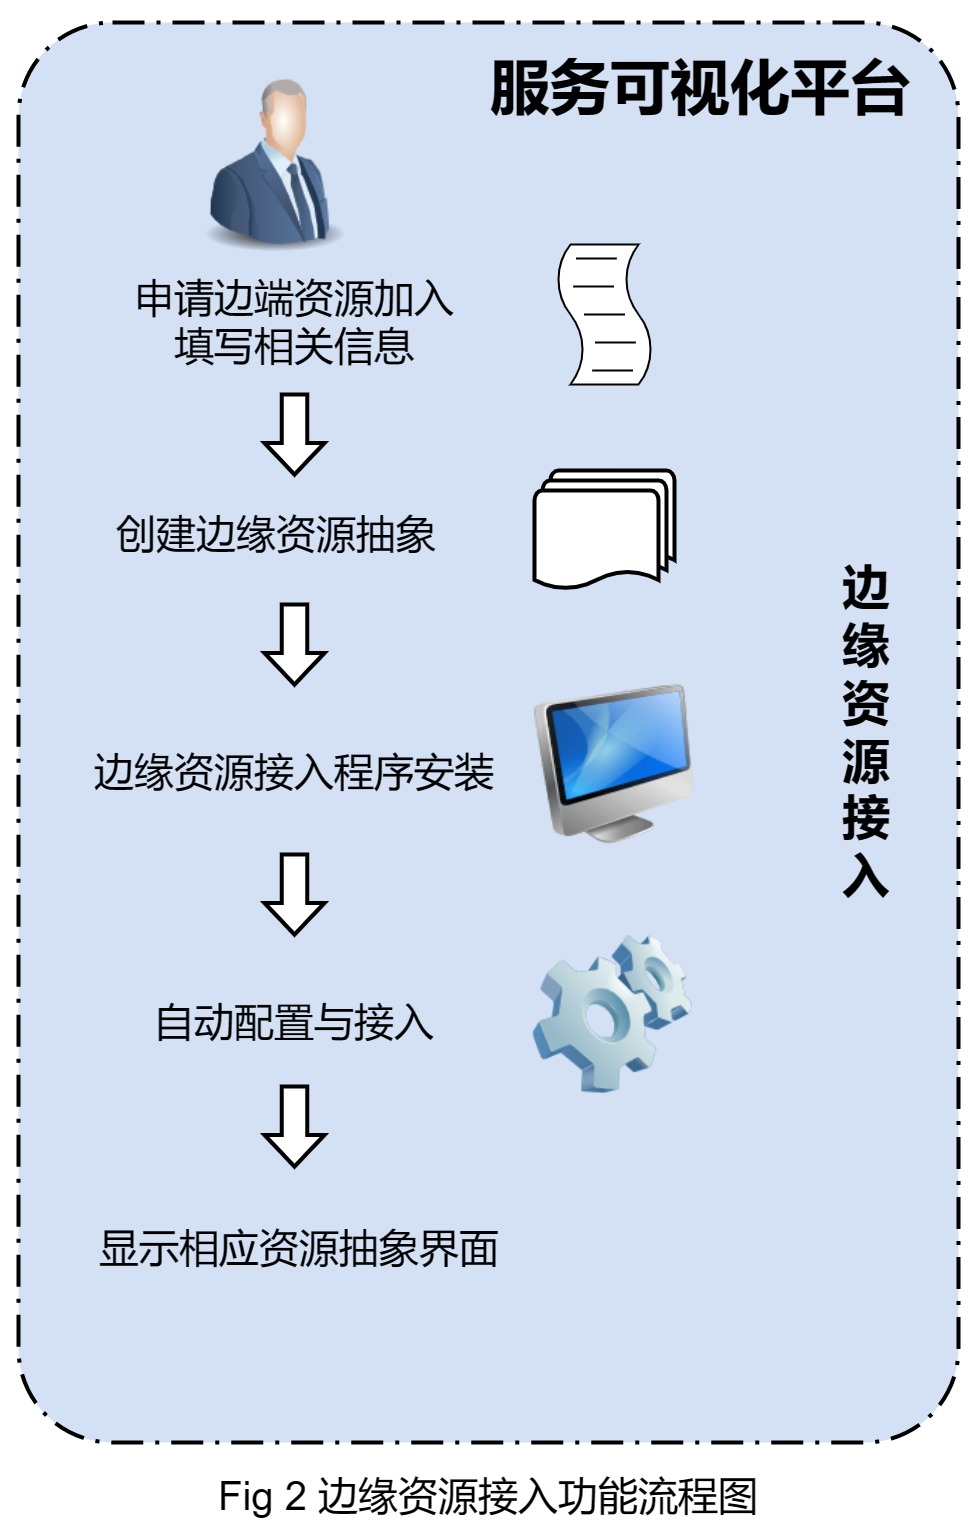 服务可视化平台
申请边端资源加入
填写相关信息
创建边缘资源抽象
边缘资源接入程序安装
自动配置与接入
显示相应资源抽象界面
边缘资源接入
Fig 2 边缘资源接入功能流程图